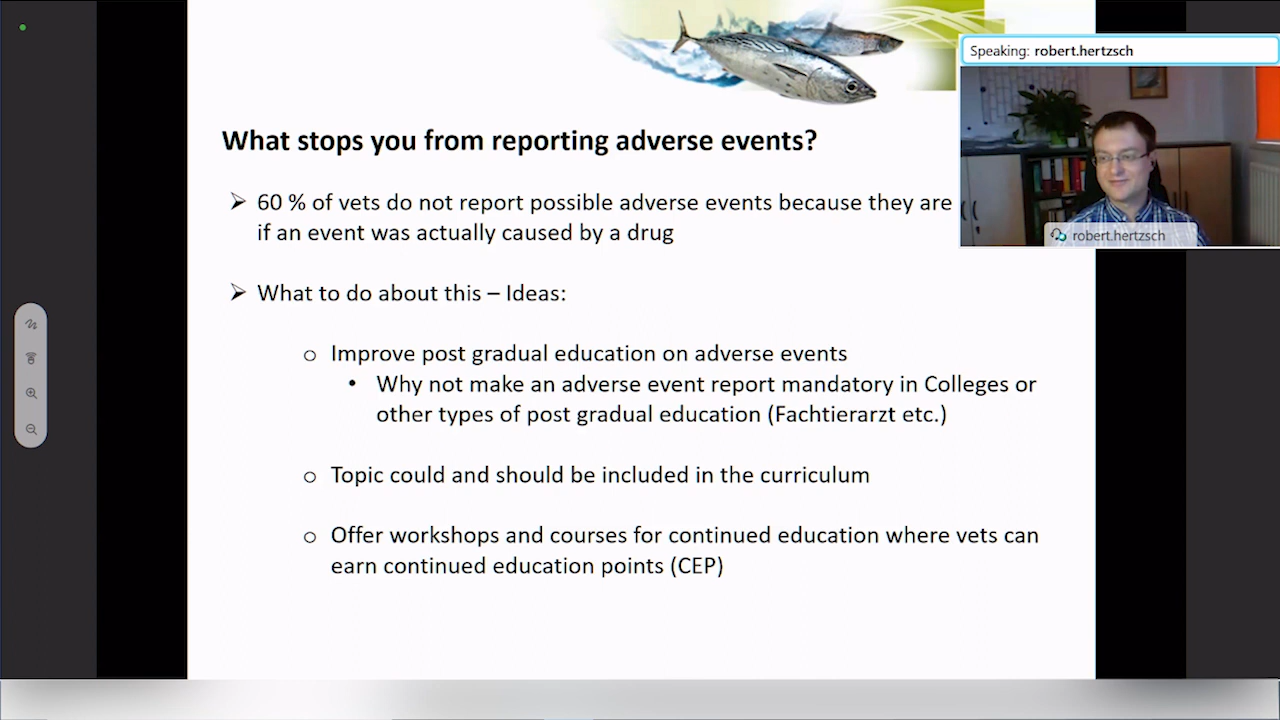 Speaking: robert.hertzsch
What stops you from reporting adverse events?
60 % of vets do not report possible adverse events because they are
if an event was actually caused by a drug
robert.hertzsch
What to do about this – Ideas:
Improve post gradual education on adverse events
Why not make an adverse event report mandatory in Colleges or
other types of post gradual education (Fachtierarzt etc.)
Topic could and should be included in the curriculum
Offer workshops and courses for continued education where vets can
earn continued education points (CEP)